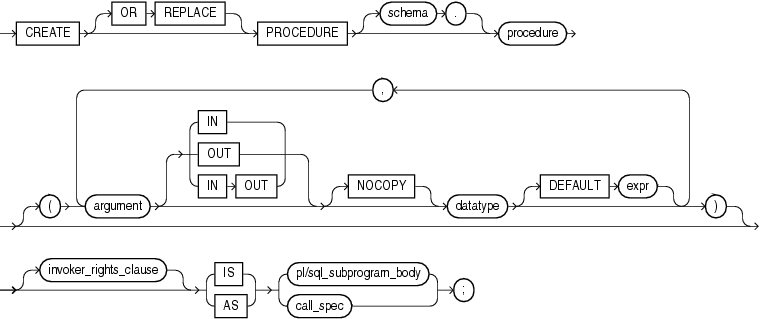 OR REPLACE schema .
CREATE PROCEDURE procedure
,
IN
OUT
IN OUT NOCOPY DEFAULT expr
( argument datatype )
invoker_rights_clause IS pl/sql_subprogram_body
AS call_spec ;